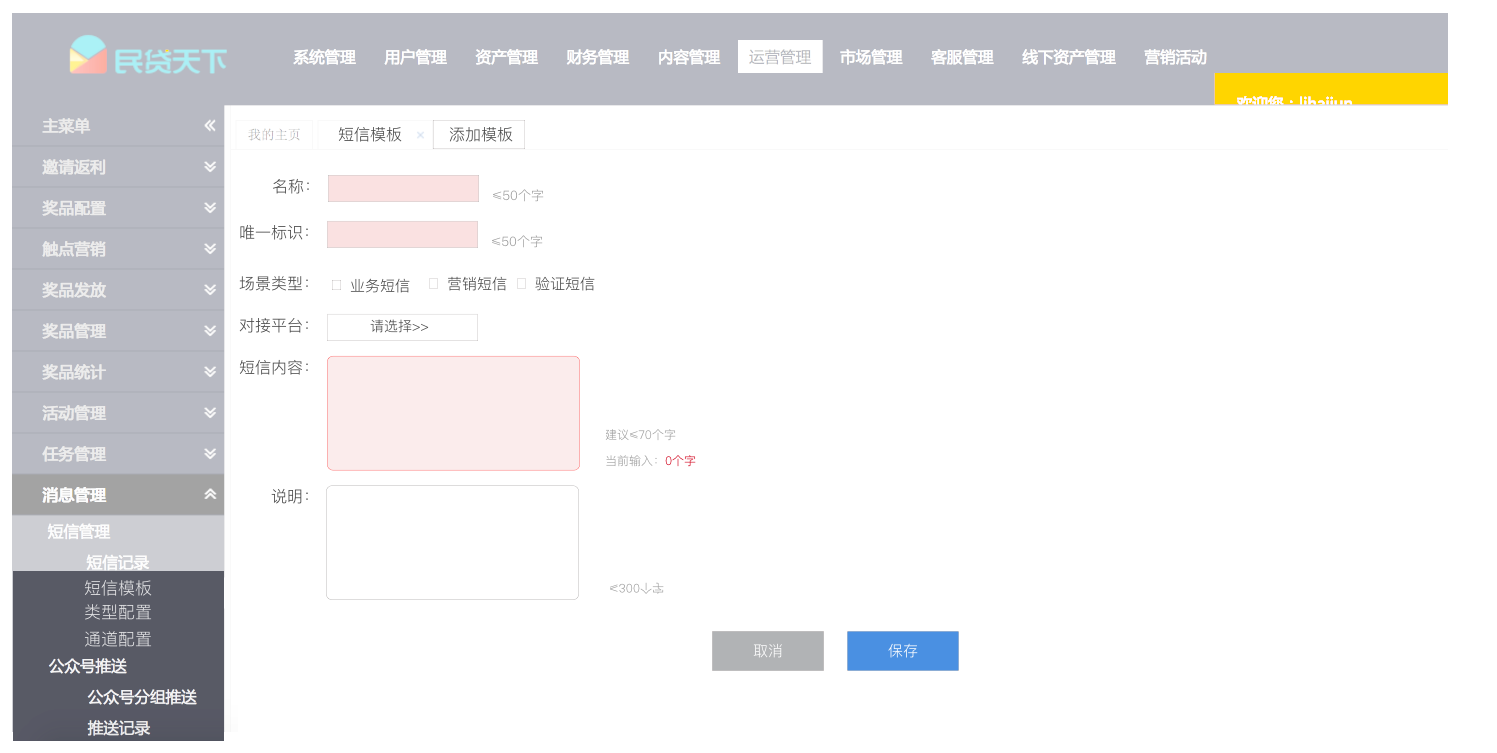 民贷天下
系统管理 用户管理 资产管理 财务管理 内容管理 运营管理 市场管理 客服管理 线下资产管理 营销活动
欢迎您：lihaijun
主菜单
邀请返利
奖品配置
触点营销
奖品发放
奖品管理
奖品统计
活动管理
任务管理
消息管理
短信管理
短信记录
短信模板
类型配置
通道配置
公众号推送
公众号分组推送
推送记录
我的主页 短信模板 × 添加模板
名称： ≤50个字
唯一标识： ≤50个字
场景类型： 业务短信 营销短信 验证短信
对接平台： 请选择>>
短信内容：
建议≤70个字
当前输入：0个字
说明：
≤300个字
取消 保存